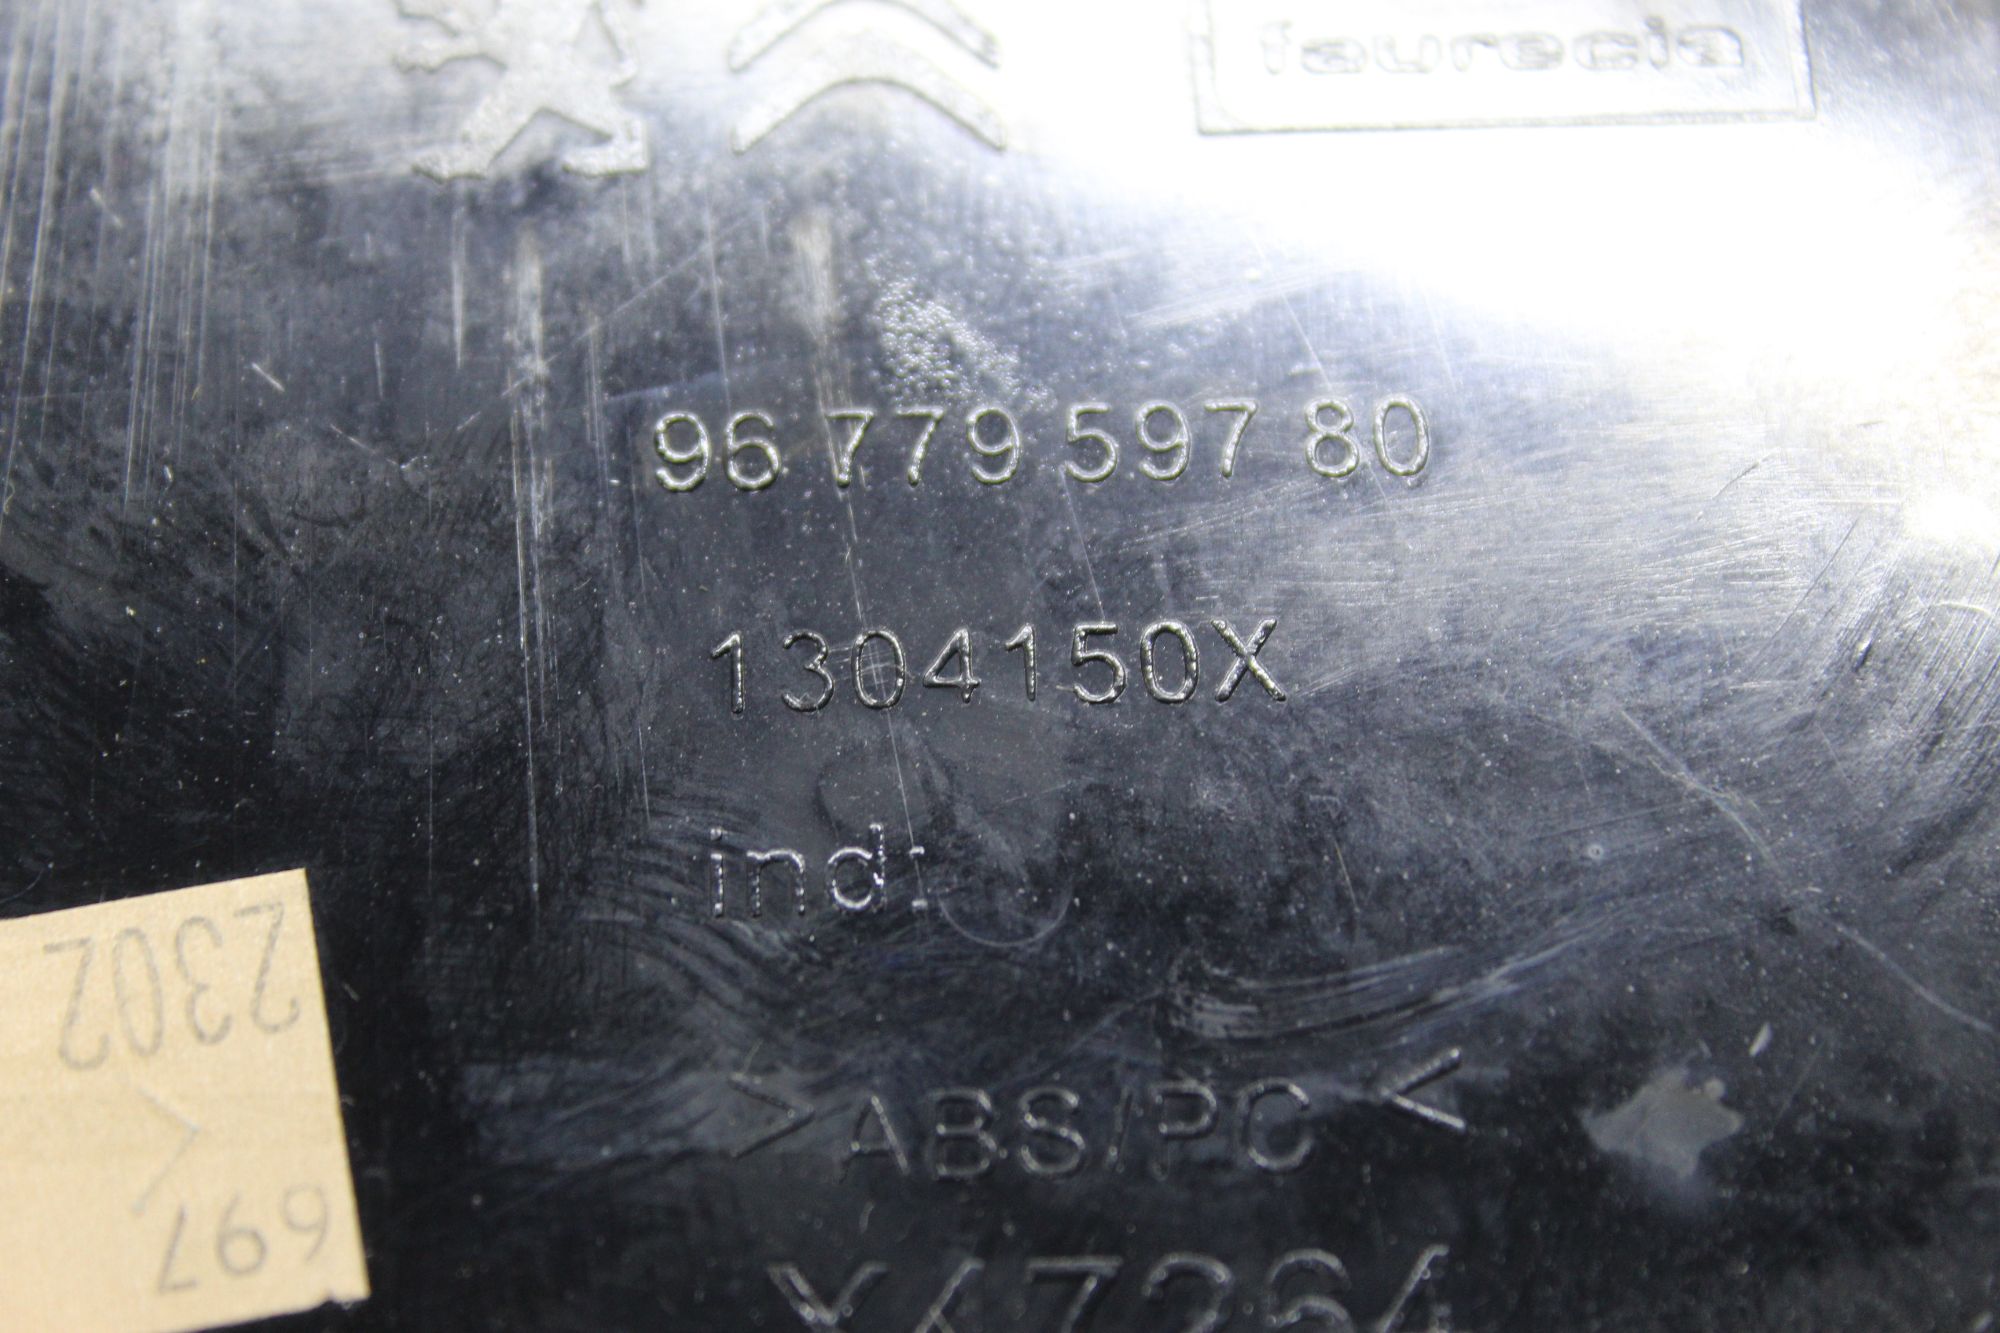 faurecia
96 779 597 80
1304150X
ind:
2302
>ABS/PC<
697